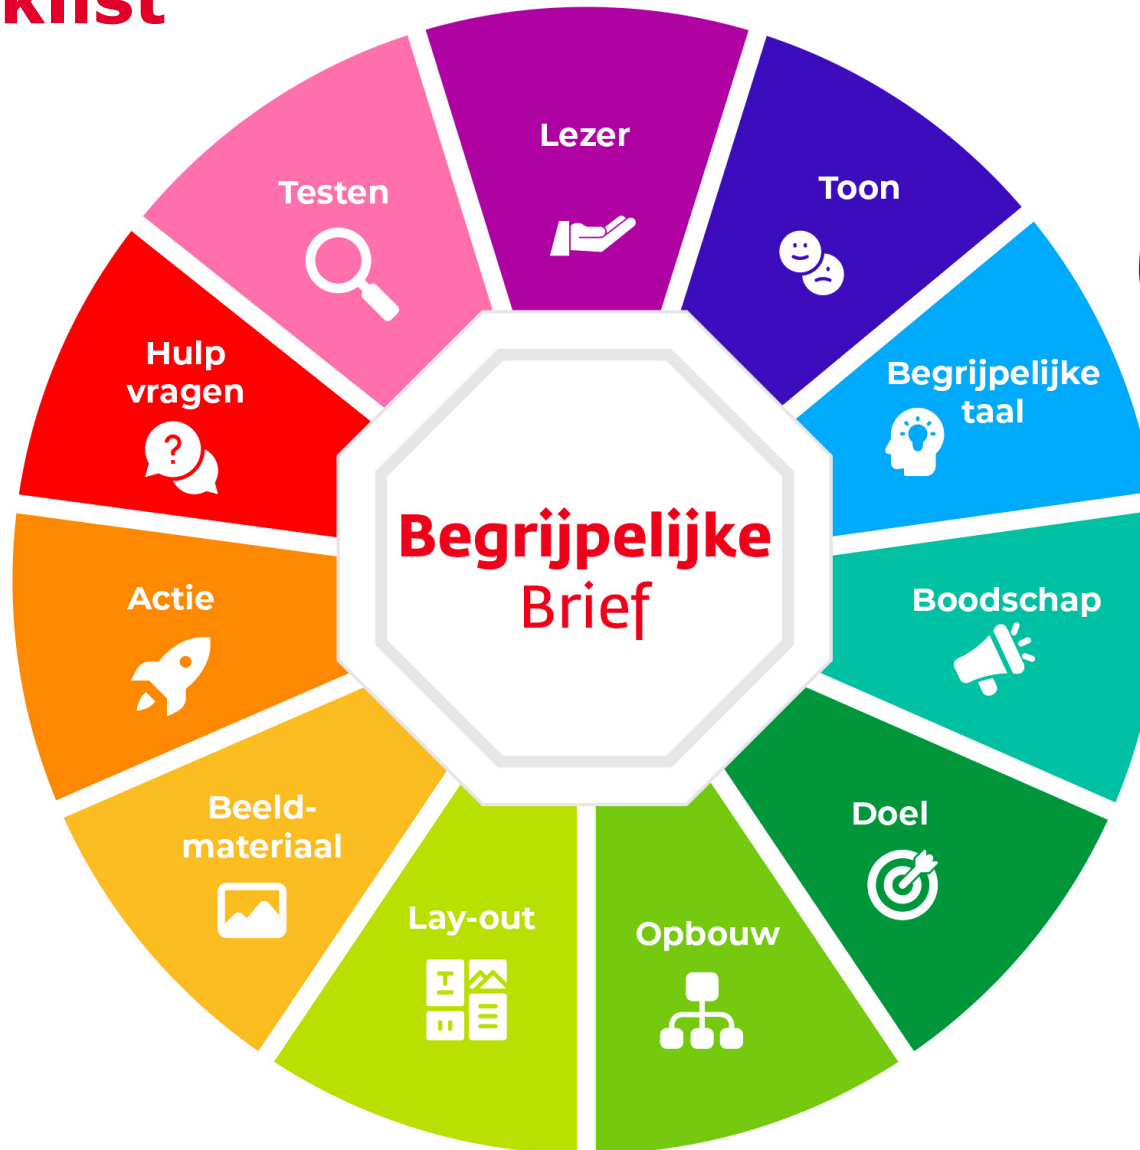 Lezer
Toon
Begrijpelijke
taal
Boodschap
Doel
Opbouw
Lay-out
Beeld-
materiaal
Actie
Hulp
vragen
Testen
Begrijpelijke
Brief